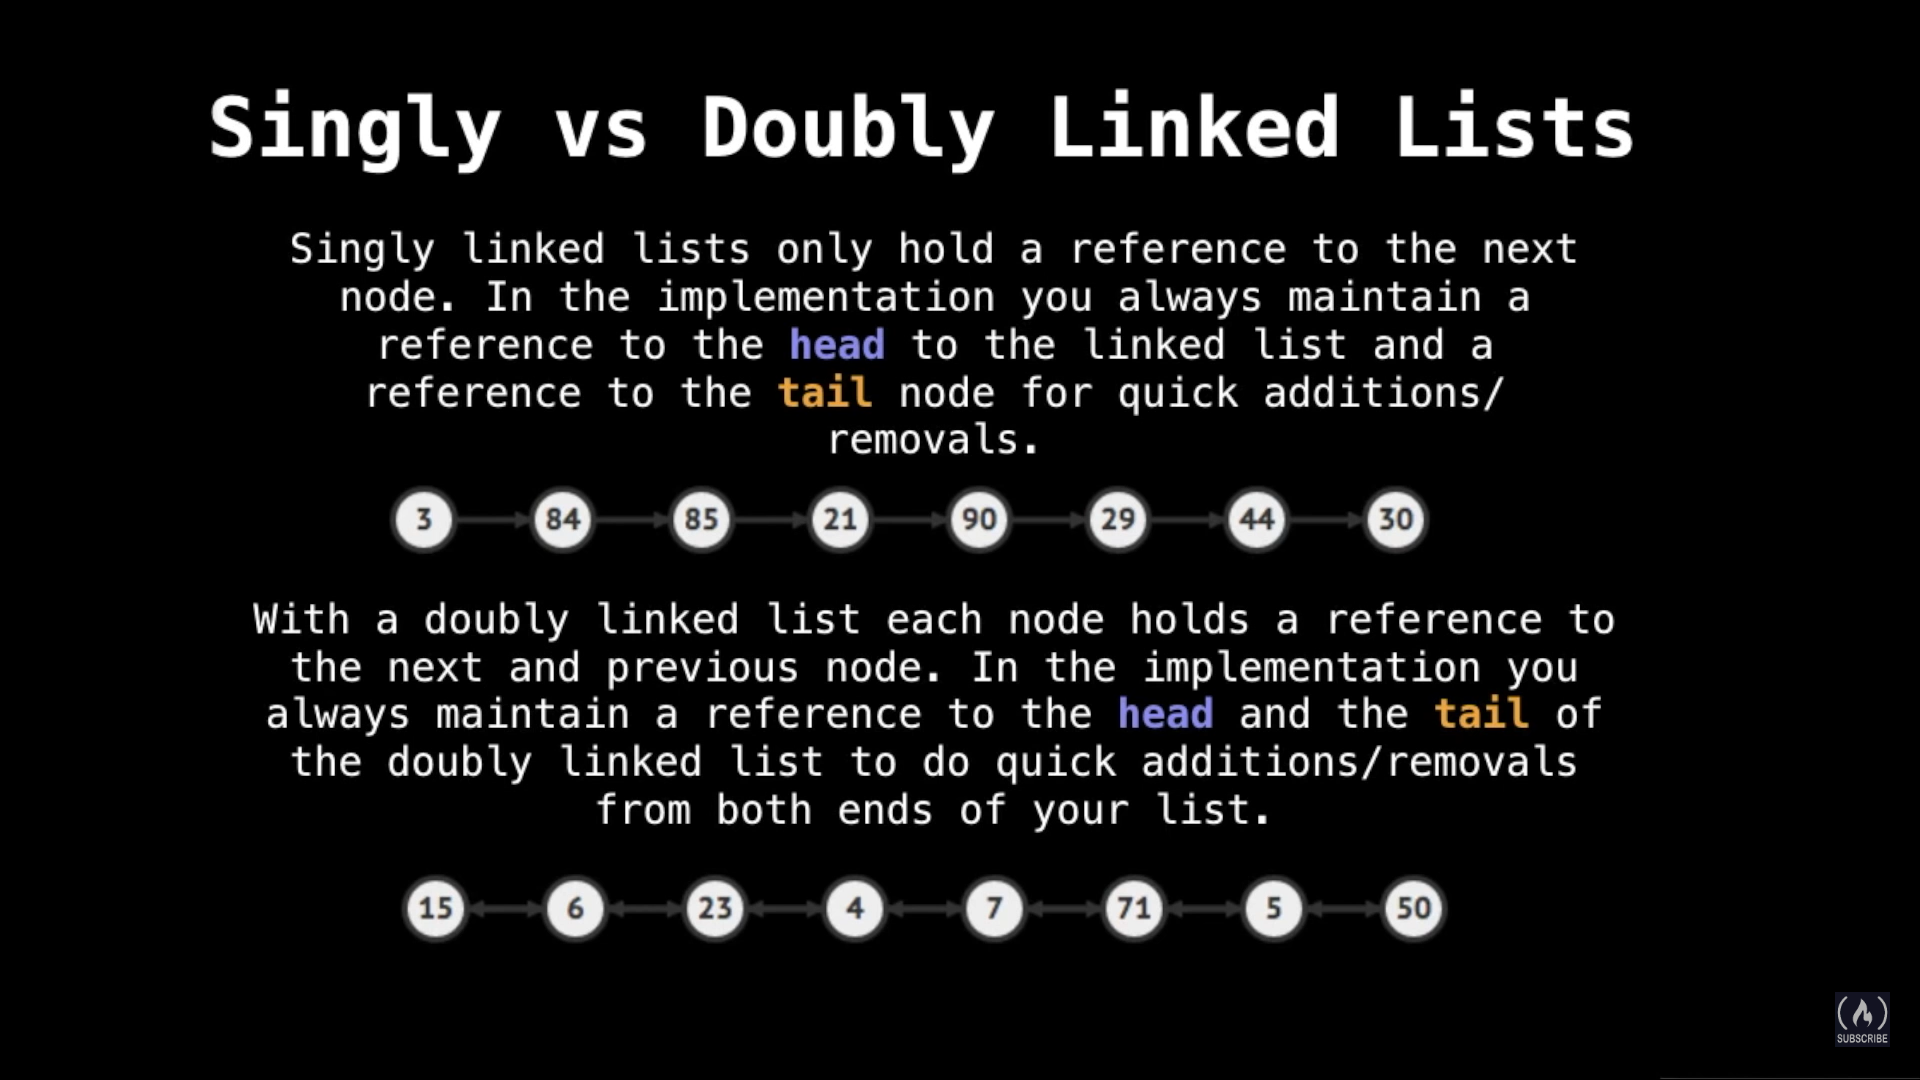 Singly vs Doubly Linked Lists
Singly linked lists only hold a reference to the next
node. In the implementation you always maintain a
reference to the head to the linked list and a
reference to the tail node for quick additions/
removals.
3 84 85 21 90 29 44 30
With a doubly linked list each node holds a reference to
the next and previous node. In the implementation you
always maintain a reference to the head and the tail of
the doubly linked list to do quick additions/removals
from both ends of your list.
15 6 23 4 7 71 5 50
SUBSCRIBE